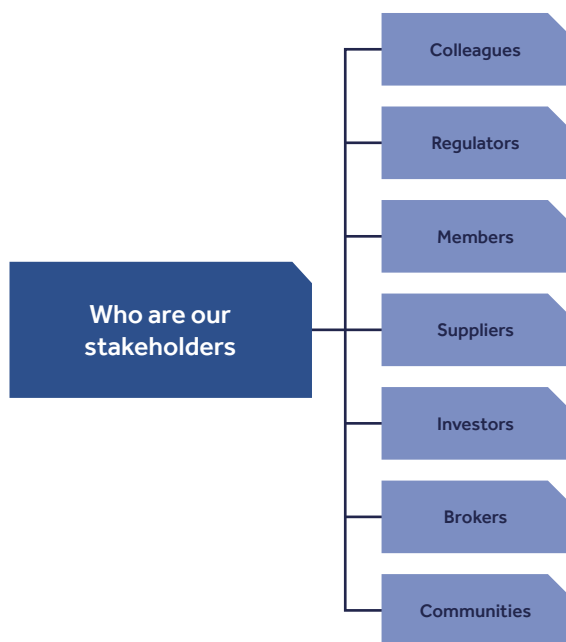 Who are our
stakeholders
Colleagues
Regulators
Members
Suppliers
Investors
Brokers
Communities